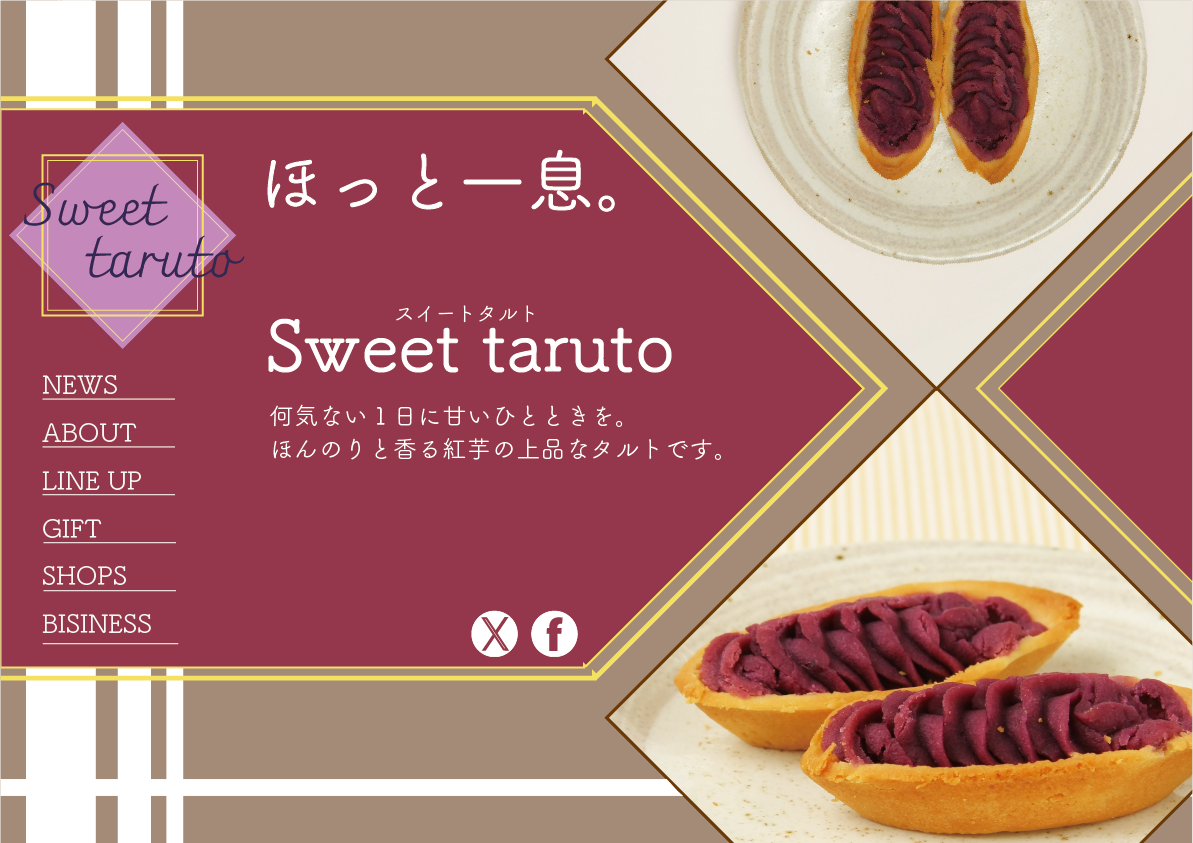 Sweet
taruto
ほっと一息。
スイートタルト
Sweet taruto
何気ない1日に甘いひとときを。
ほんのりと香る紅芋の上品なタルトです。
NEWS
ABOUT
LINE UP
GIFT
SHOPS
BISINESS
X f